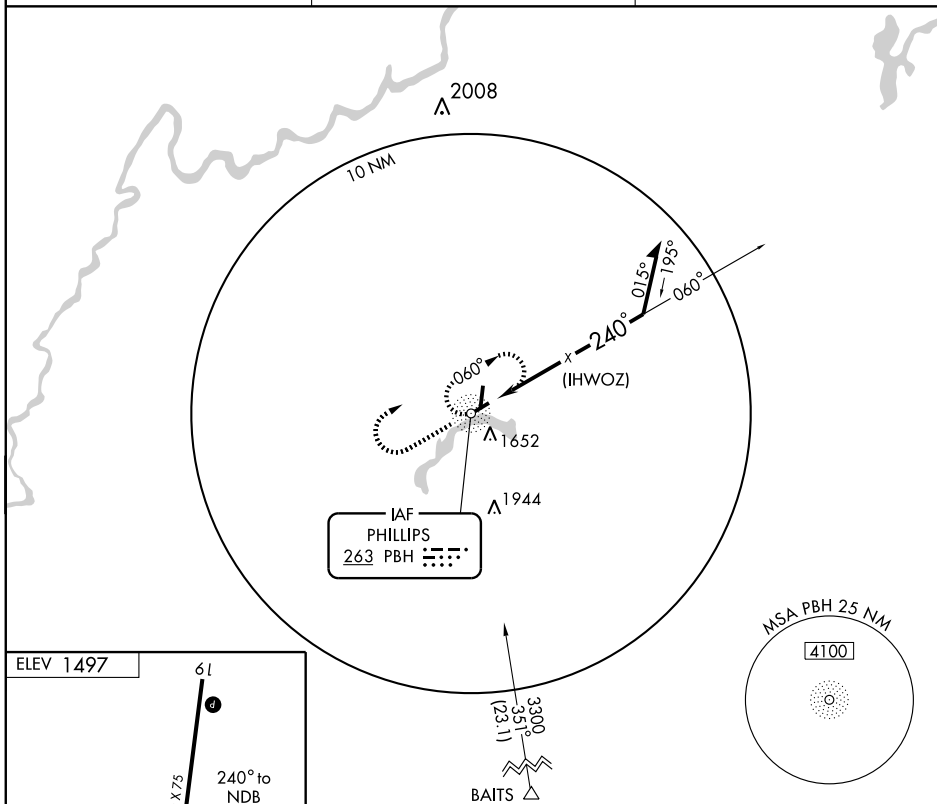 2008
10 NM
015°
195°
060°
240°
(IHWOZ)
060°
1652
1944
IAF
PHILLIPS
263 PBH
MSA PBH 25 NM
4100
ELEV 1497
19
P
X 75
240° to
NDB
3300
351°
(23.1)
BAITS